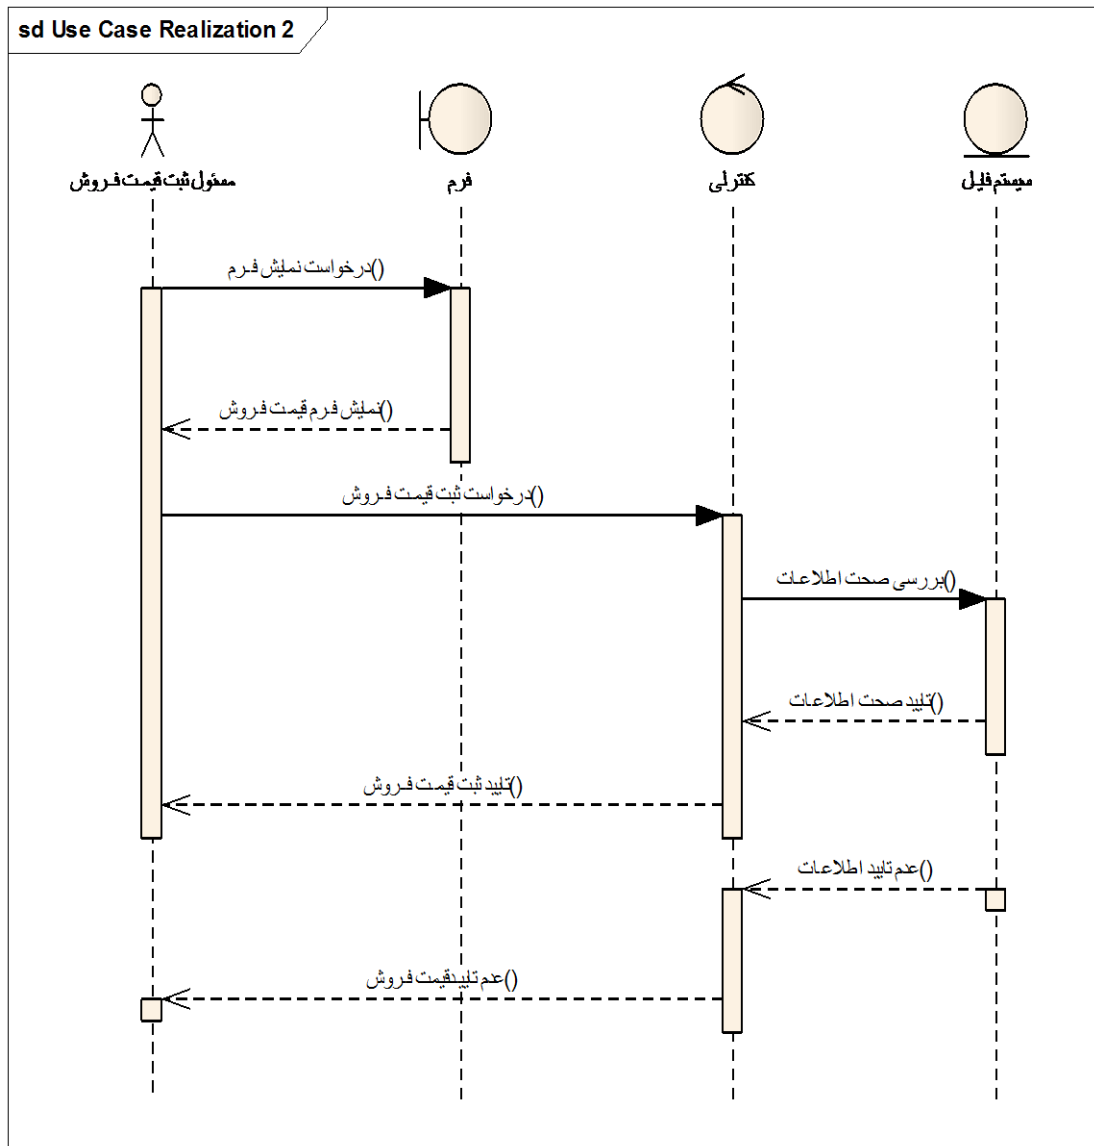 sd Use Case Realization 2
مسئول ثبت قیمت فروش
فرم
کنترلی
سیستم فایل
درخواست نمایش فرم()
نمایش فرم قیمت فروش()
درخواست ثبت قیمت فروش()
بررسی صحت اطلاعات()
تایید صحت اطلاعات()
تایید ثبت قیمت فروش()
عدم تایید اطلاعات()
عدم تایید قیمت فروش()